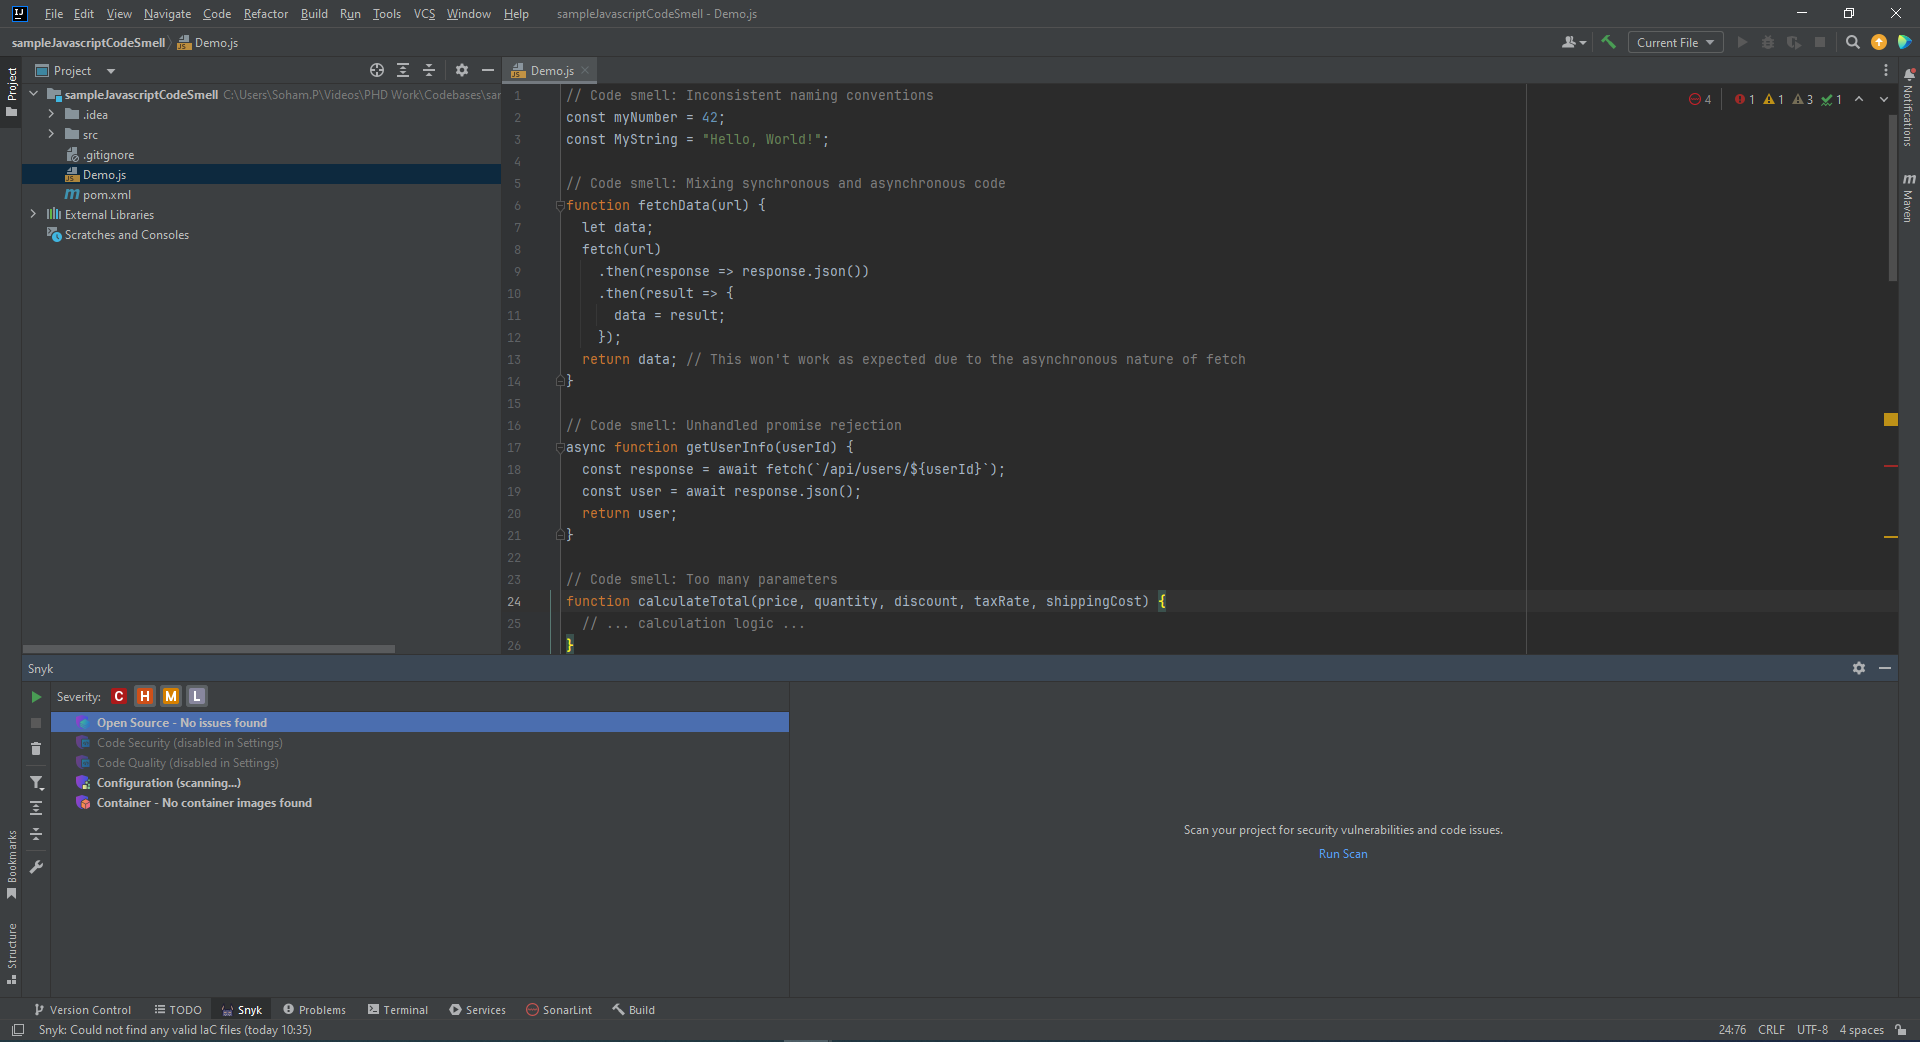 File Edit View Navigate Code Refactor Build Run Tools VCS Window Help sampleJavascriptCodeSmell - Demo.js
sampleJavascriptCodeSmell Demo.js
Current File
Project
Project
Demo.js
sampleJavascriptCodeSmell C:\Users\Soham.P\Videos\PHD Work\Codebases\sar
.idea
src
.gitignore
Demo.js
pom.xml
External Libraries
Scratches and Consoles
4 1 1 3 1
1 // Code smell: Inconsistent naming conventions
2 const myNumber = 42;
3 const MyString = "Hello, World!";
4
5 // Code smell: Mixing synchronous and asynchronous code
6 function fetchData(url) {
7 let data;
8 fetch(url)
9 .then(response => response.json())
10 .then(result => {
11 data = result;
12 });
13 return data; // This won't work as expected due to the asynchronous nature of fetch
14 }
15
16 // Code smell: Unhandled promise rejection
17 async function getUserInfo(userId) {
18 const response = await fetch(`/api/users/${userId}`);
19 const user = await response.json();
20 return user;
21 }
22
23 // Code smell: Too many parameters
24 function calculateTotal(price, quantity, discount, taxRate, shippingCost) {
25 // ... calculation logic ...
26 }
Notifications
m Maven
Snyk
Severity: C H M L
Open Source - No issues found
Code Security (disabled in Settings)
Code Quality (disabled in Settings)
Configuration (scanning...)
Container - No container images found
Scan your project for security vulnerabilities and code issues.
Run Scan
Bookmarks
Structure
Version Control TODO Snyk Problems Terminal Services SonarLint Build
Snyk: Could not find any valid IaC files (today 10:35)
24:76 CRLF UTF-8 4 spaces